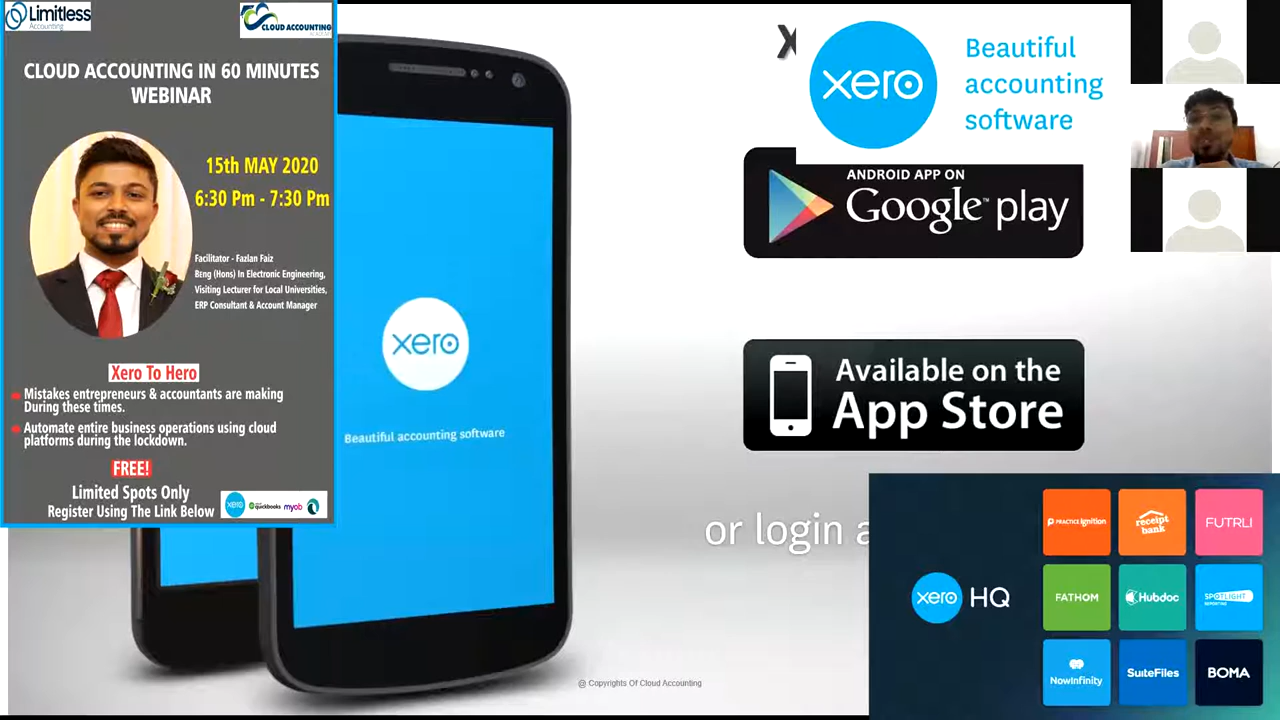 Limitless
Accounting
CLOUD ACCOUNTING
CLOUD ACCOUNTING IN 60 MINUTES
WEBINAR
15th MAY 2020
6:30 Pm - 7:30 Pm
Facilitator - Fazlan Faiz
Beng (Hons) In Electronic Engineering,
Visiting Lecturer for Local Universities,
ERP Consultant & Account Manager
Xero To Hero
Mistakes entrepreneurs & accountants are making
During these times.
Automate entire business operations using cloud
platforms during the lockdown.
FREE!
Limited Spots Only
Register Using The Link Below
xero
quickbooks
myob
xero
Beautiful accounting software
X
xero
Beautiful
accounting
software
ANDROID APP ON
Google™ play
Available on the
App Store
or login a
xero HQ
PRACTICE ignition
receipt
bank
FUTRLI
FATHOM
Hubdoc
SPOTLIGHT
REPORTING
NowInfinity
SuiteFiles
BOMA
@ Copyrights Of Cloud Accounting